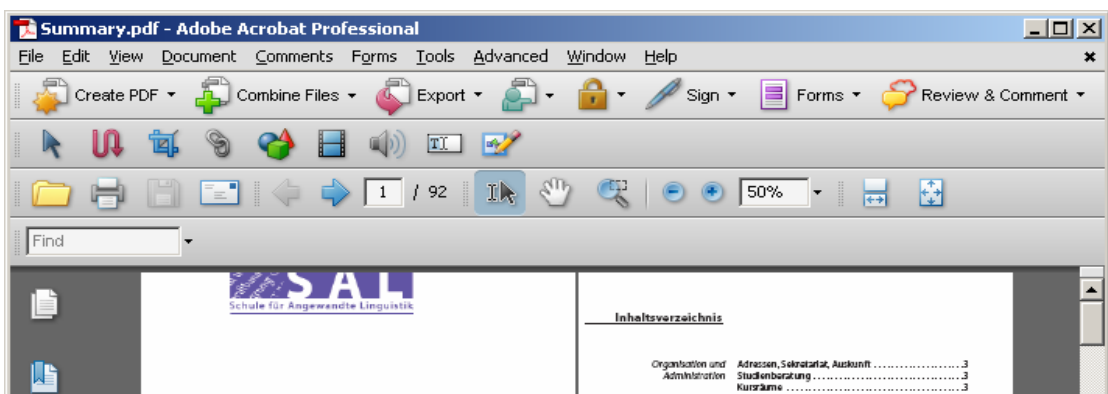 Summary.pdf - Adobe Acrobat Professional
File Edit View Document Comments Forms Tools Advanced Window Help
Create PDF Combine Files Export Sign Forms Review & Comment
1 / 92 50%
Find
SAL
Schule für Angewandte Linguistik
Inhaltsverzeichnis
Organisation und Adressen, Sekretariat, Auskunft ......................3
Administration Studienberatung ....................................3
Kursräume ..........................................3